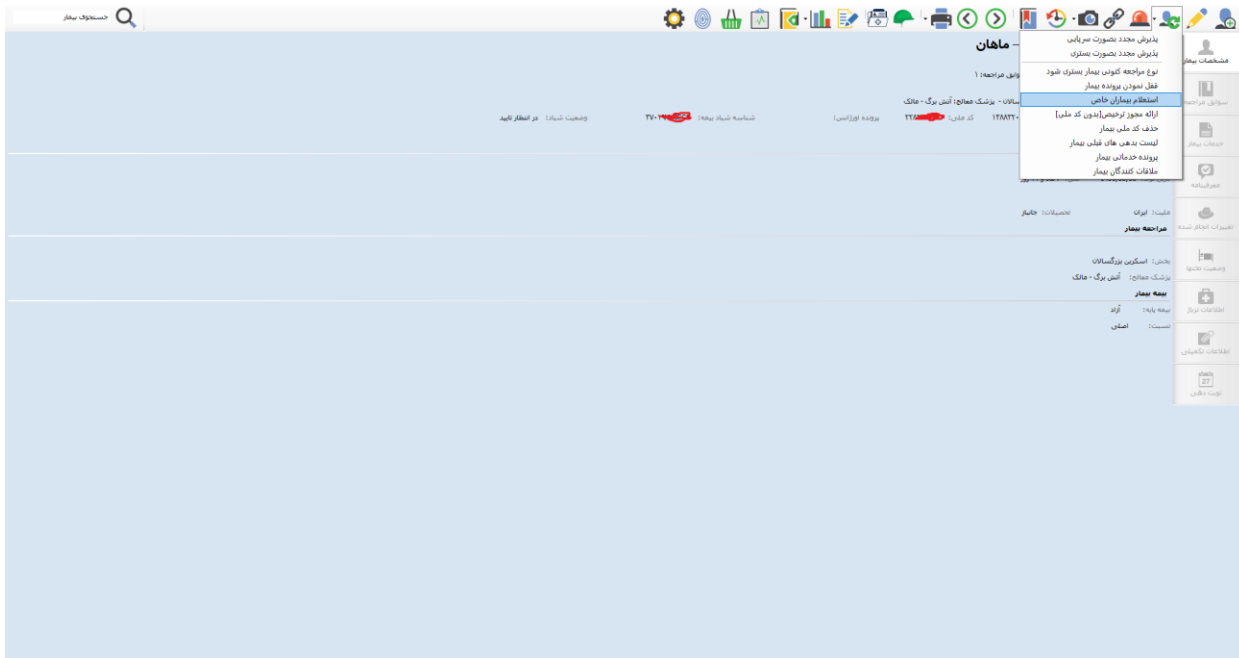 جستجوی بیمار
پذیرش مجدد بصورت سرپایی
پذیرش مجدد بصورت بستری
نوع مراجعه کنونی بیمار بستری شود
قفل نمودن پرونده بیمار
استعلام بیماران خاص
ارائه مجوز ترخیص[بدون کد ملی]
حذف کد ملی بیمار
لیست بدهی های قبلی بیمار
پرونده خدماتی بیمار
ملاقات کنندگان بیمار
– ماهان
مراجعه: ۱
پزشک معالج: آتش برگ - مالک
کد ملی:
پرونده اورژانس:
شناسه شباد بیمه:
وضعیت شباد: در انتظار تایید
ملیت: ایران
تحصیلات: جانباز
مراجعه بیمار
بخش: اسکرین بزرگسالان
پزشک معالج: آتش برگ - مالک
بیمه بیمار
بیمه پایه: آزاد
نسبت: اصلی
مشخصات بیمار
سوابق مراجعه
خدمات بیمار
معرفینامه
تغییرات انجام شده
وضعیت تختها
اطلاعات تریاژ
اطلاعات تکمیلی
27
نوبت دهی